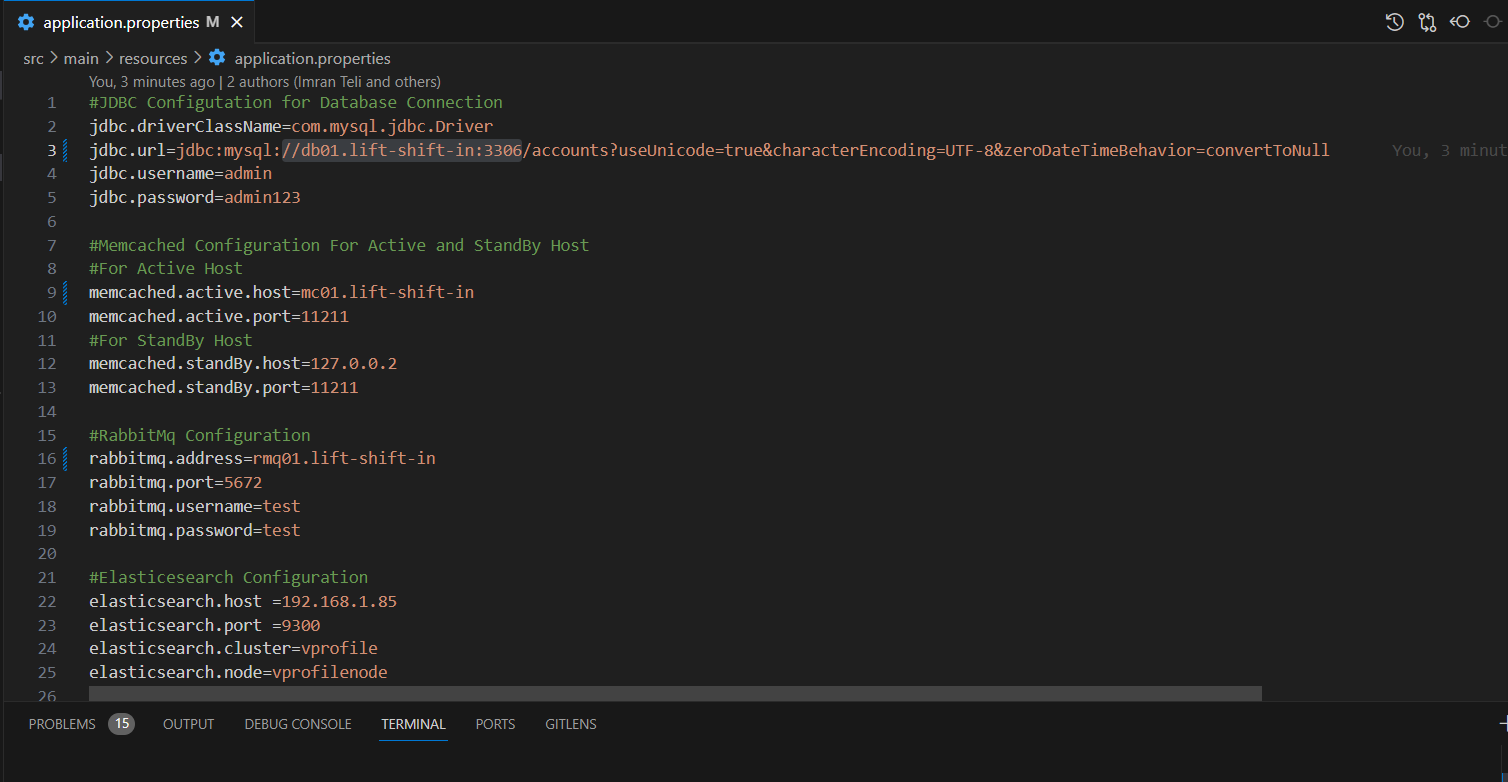 application.properties M
src > main > resources > application.properties
You, 3 minutes ago | 2 authors (Imran Teli and others)
1 #JDBC Configutation for Database Connection
2 jdbc.driverClassName=com.mysql.jdbc.Driver
3 jdbc.url=jdbc:mysql://db01.lift-shift-in:3306/accounts?useUnicode=true&characterEncoding=UTF-8&zeroDateTimeBehavior=convertToNull You, 3 minut
4 jdbc.username=admin
5 jdbc.password=admin123
6
7 #Memcached Configuration For Active and StandBy Host
8 #For Active Host
9 memcached.active.host=mc01.lift-shift-in
10 memcached.active.port=11211
11 #For StandBy Host
12 memcached.standBy.host=127.0.0.2
13 memcached.standBy.port=11211
14
15 #RabbitMq Configuration
16 rabbitmq.address=rmq01.lift-shift-in
17 rabbitmq.port=5672
18 rabbitmq.username=test
19 rabbitmq.password=test
20
21 #Elasticesearch Configuration
22 elasticsearch.host =192.168.1.85
23 elasticsearch.port =9300
24 elasticsearch.cluster=vprofile
25 elasticsearch.node=vprofilenode
26
PROBLEMS 15 OUTPUT DEBUG CONSOLE TERMINAL PORTS GITLENS